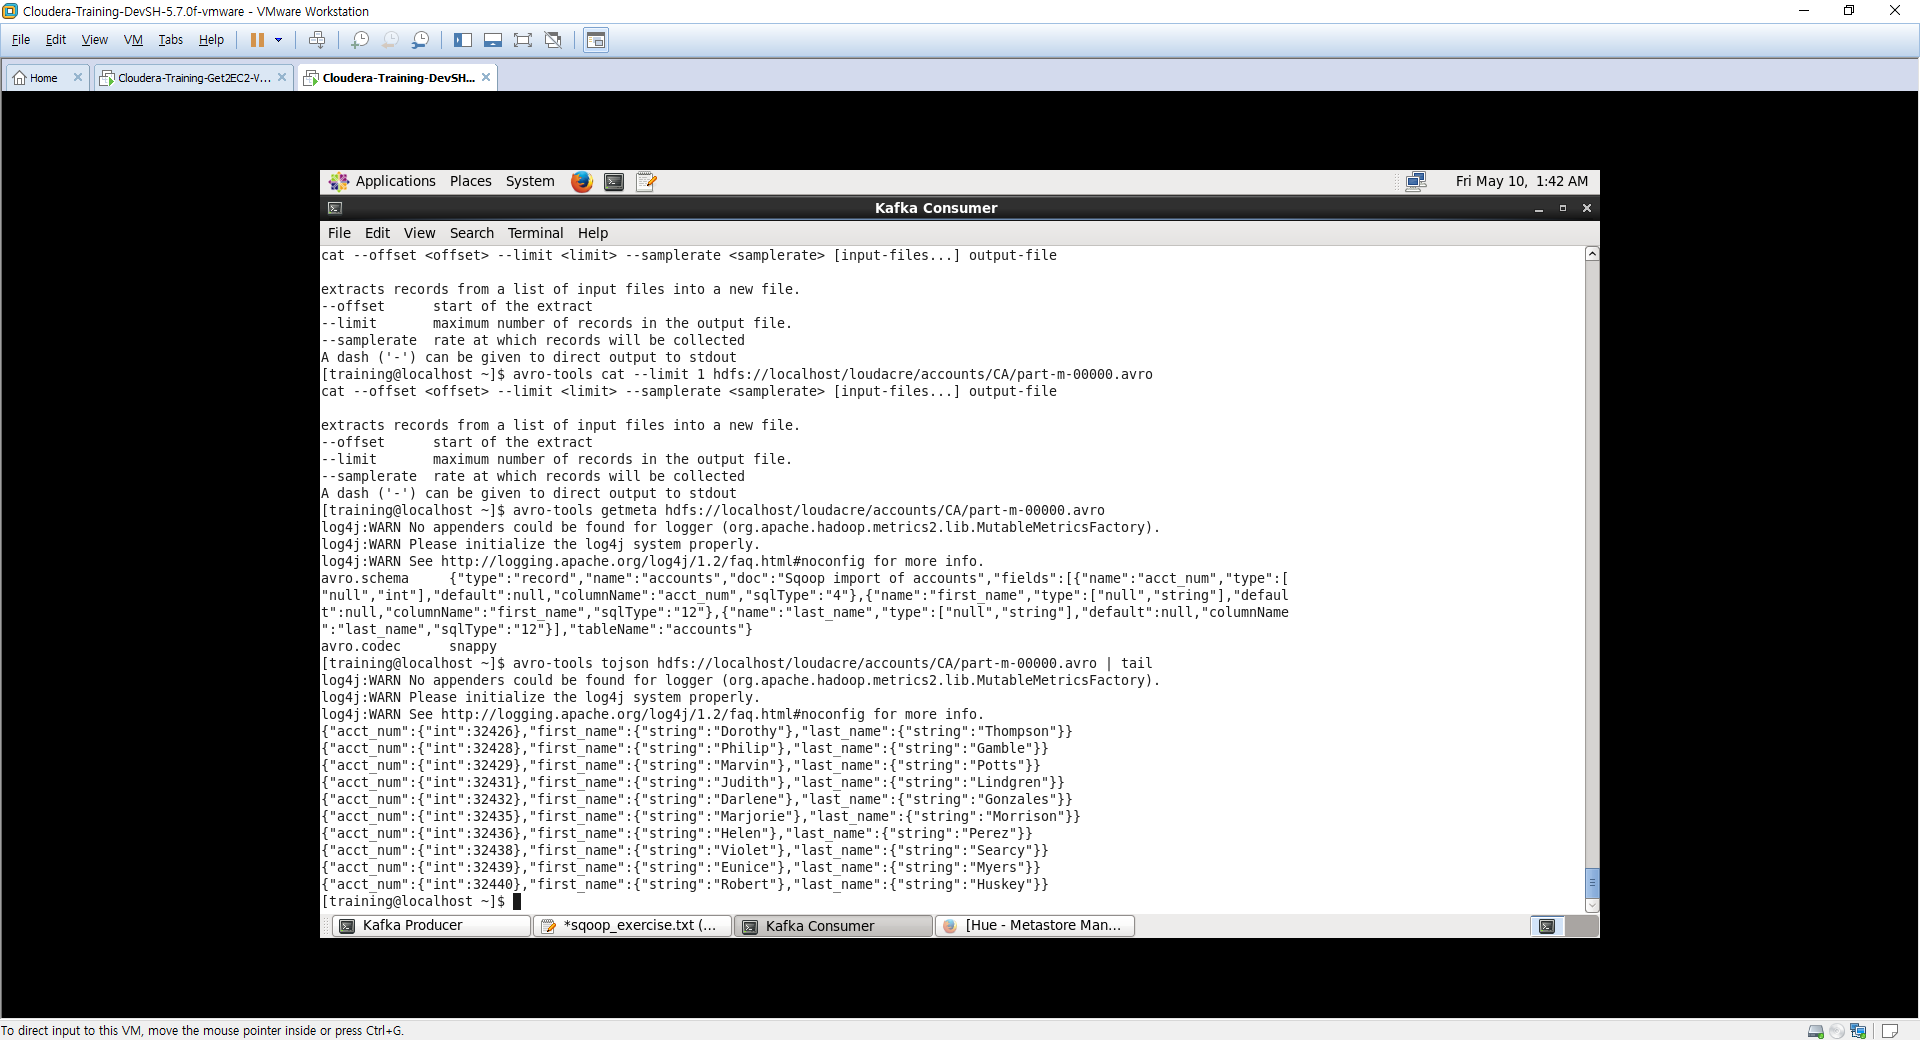 Cloudera-Training-DevSH-5.7.0f-vmware - VMware Workstation
File Edit View VM Tabs Help
Home Cloudera-Training-Get2EC2-V... Cloudera-Training-DevSH...
Applications Places System Fri May 10, 1:42 AM
Kafka Consumer
File Edit View Search Terminal Help
cat --offset <offset> --limit <limit> --samplerate <samplerate> [input-files...] output-file
extracts records from a list of input files into a new file.
--offset      start of the extract
--limit       maximum number of records in the output file.
--samplerate  rate at which records will be collected
A dash ('-') can be given to direct output to stdout
[training@localhost ~]$ avro-tools cat --limit 1 hdfs://localhost/loudacre/accounts/CA/part-m-00000.avro
cat --offset <offset> --limit <limit> --samplerate <samplerate> [input-files...] output-file
extracts records from a list of input files into a new file.
--offset      start of the extract
--limit       maximum number of records in the output file.
--samplerate  rate at which records will be collected
A dash ('-') can be given to direct output to stdout
[training@localhost ~]$ avro-tools getmeta hdfs://localhost/loudacre/accounts/CA/part-m-00000.avro
log4j:WARN No appenders could be found for logger (org.apache.hadoop.metrics2.lib.MutableMetricsFactory).
log4j:WARN Please initialize the log4j system properly.
log4j:WARN See http://logging.apache.org/log4j/1.2/faq.html#noconfig for more info.
avro.schema     {"type":"record","name":"accounts","doc":"Sqoop import of accounts","fields":[{"name":"acct_num","type":[
"null","int"],"default":null,"columnName":"acct_num","sqlType":"4"},{"name":"first_name","type":["null","string"],"defaul
t":null,"columnName":"first_name","sqlType":"12"},{"name":"last_name","type":["null","string"],"default":null,"columnName
":"last_name","sqlType":"12"}],"tableName":"accounts"}
avro.codec      snappy
[training@localhost ~]$ avro-tools tojson hdfs://localhost/loudacre/accounts/CA/part-m-00000.avro | tail
log4j:WARN No appenders could be found for logger (org.apache.hadoop.metrics2.lib.MutableMetricsFactory).
log4j:WARN Please initialize the log4j system properly.
log4j:WARN See http://logging.apache.org/log4j/1.2/faq.html#noconfig for more info.
{"acct_num":{"int":32426},"first_name":{"string":"Dorothy"},"last_name":{"string":"Thompson"}}
{"acct_num":{"int":32428},"first_name":{"string":"Philip"},"last_name":{"string":"Gamble"}}
{"acct_num":{"int":32429},"first_name":{"string":"Marvin"},"last_name":{"string":"Potts"}}
{"acct_num":{"int":32431},"first_name":{"string":"Judith"},"last_name":{"string":"Lindgren"}}
{"acct_num":{"int":32432},"first_name":{"string":"Darlene"},"last_name":{"string":"Gonzales"}}
{"acct_num":{"int":32435},"first_name":{"string":"Marjorie"},"last_name":{"string":"Morrison"}}
{"acct_num":{"int":32436},"first_name":{"string":"Helen"},"last_name":{"string":"Perez"}}
{"acct_num":{"int":32438},"first_name":{"string":"Violet"},"last_name":{"string":"Searcy"}}
{"acct_num":{"int":32439},"first_name":{"string":"Eunice"},"last_name":{"string":"Myers"}}
{"acct_num":{"int":32440},"first_name":{"string":"Robert"},"last_name":{"string":"Huskey"}}
[training@localhost ~]$
Kafka Producer *sqoop_exercise.txt (... Kafka Consumer [Hue - Metastore Man...
To direct input to this VM, move the mouse pointer inside or press Ctrl+G.